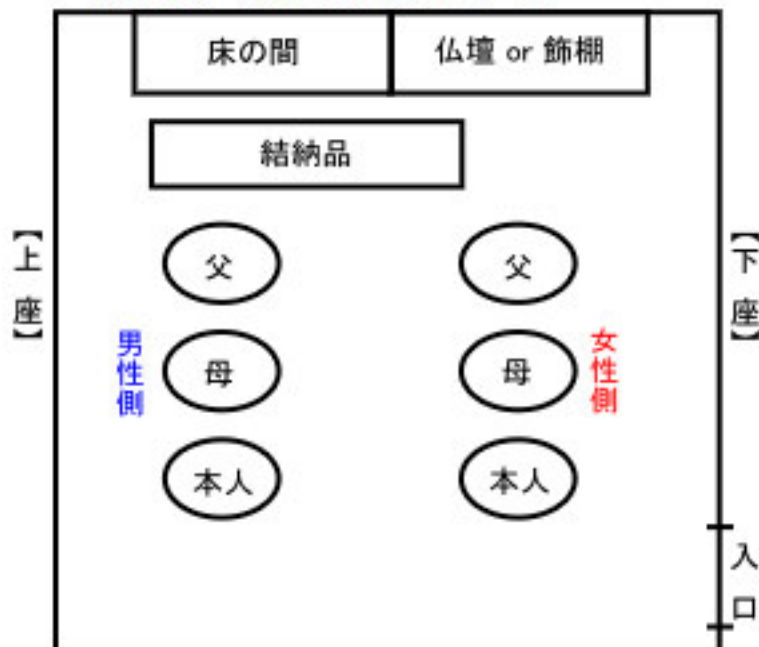 床の間
仏壇 or 飾棚
結納品
【上座】
父
父
【下座】
男性側
母
母
女性側
本人
本人
入口